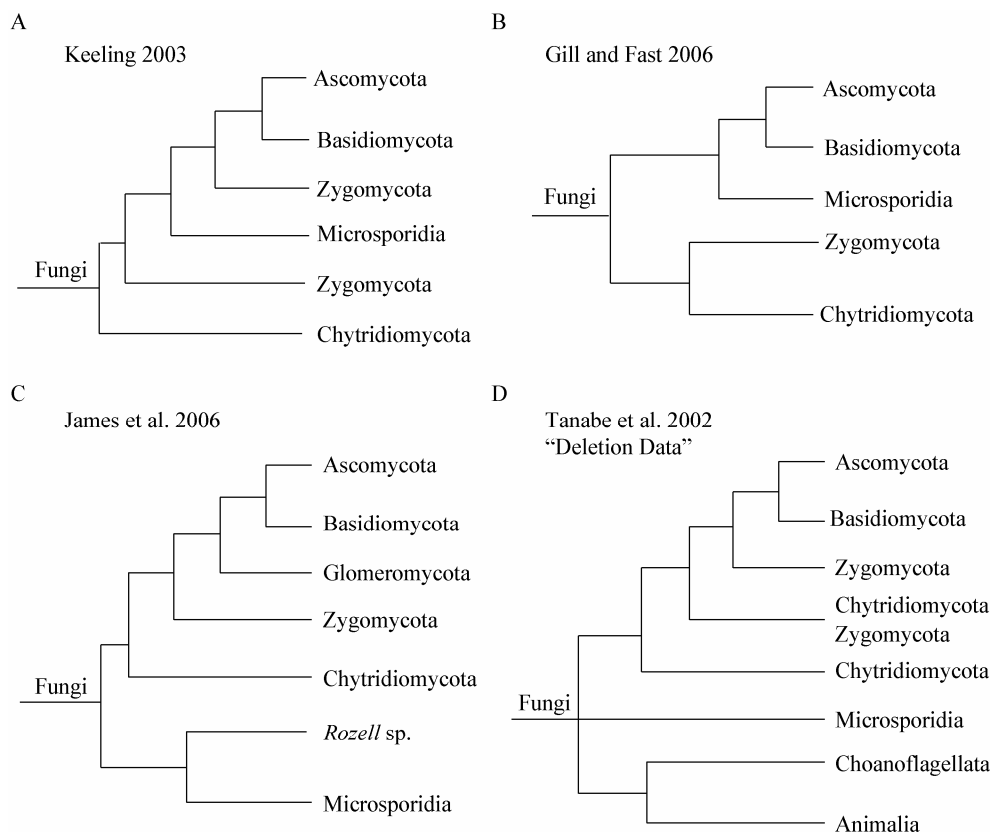 A
Keeling 2003
Ascomycota
Basidiomycota
Zygomycota
Microsporidia
Fungi
Zygomycota
Chytridiomycota
B
Gill and Fast 2006
Ascomycota
Basidiomycota
Fungi
Microsporidia
Zygomycota
Chytridiomycota
C
James et al. 2006
Ascomycota
Basidiomycota
Glomeromycota
Zygomycota
Chytridiomycota
Fungi
Rozell sp.
Microsporidia
D
Tanabe et al. 2002
“Deletion Data”
Ascomycota
Basidiomycota
Zygomycota
Chytridiomycota
Zygomycota
Chytridiomycota
Fungi
Microsporidia
Choanoflagellata
Animalia